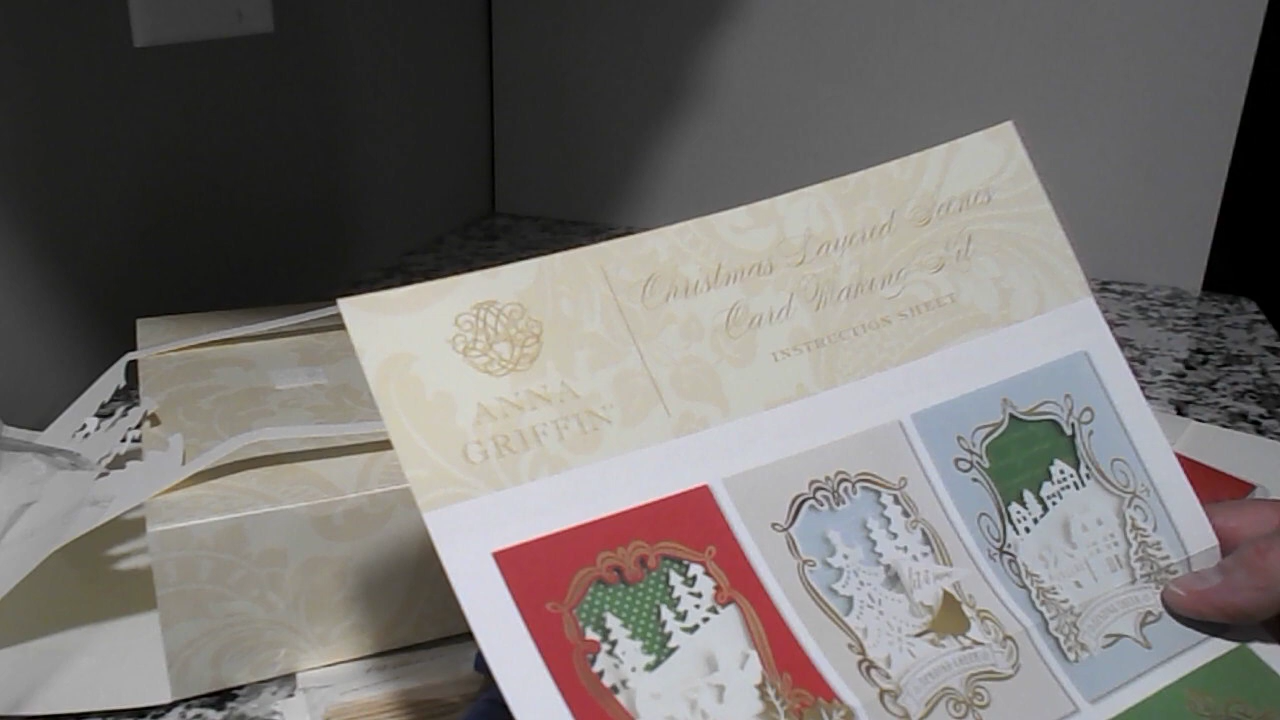 ANNA
GRIFFIN
Christmas Layered Scenes
Card Making Kit
INSTRUCTION SHEET